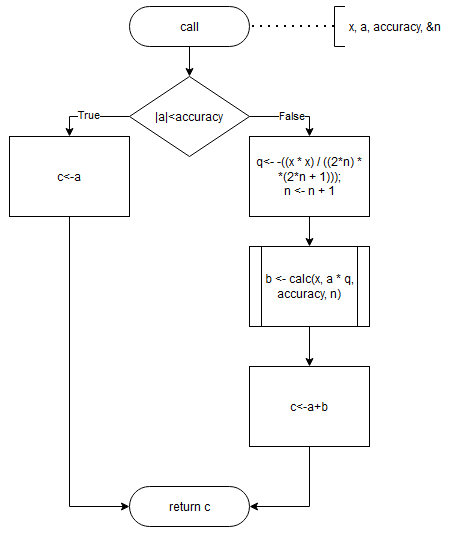 call
x, a, accuracy, &n
|a|<accuracy
True
False
c<-a
q<- -((x * x) / ((2*n) *
*(2*n + 1)));
n <- n + 1
b <- calc(x, a * q,
accuracy, n)
c<-a+b
return c